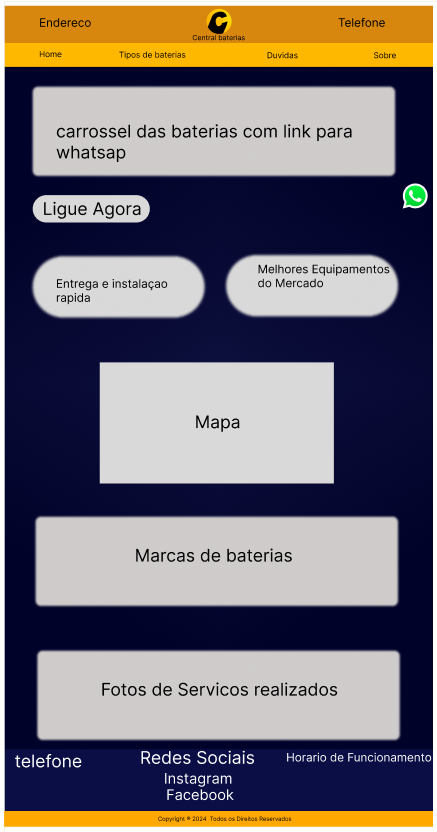 Endereco
Telefone
Central baterias
Home
Tipos de baterias
Duvidas
Sobre
carrossel das baterias com link para
whatsap
Ligue Agora
Entrega e instalaçao
rapida
Melhores Equipamentos
do Mercado
Mapa
Marcas de baterias
Fotos de Servicos realizados
telefone
Redes Sociais
Instagram
Facebook
Horario de Funcionamento
Copyright ® 2024 Todos os Direitos Reservados